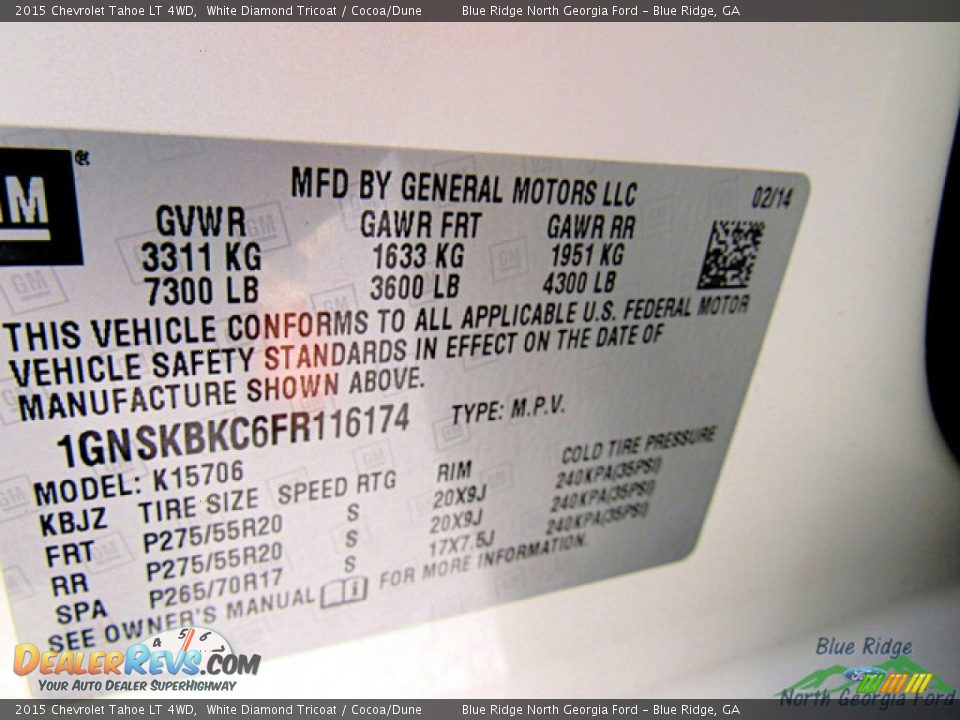 2015 Chevrolet Tahoe LT 4WD, White Diamond Tricoat / Cocoa/Dune Blue Ridge North Georgia Ford - Blue Ridge, GA
GM
MFD BY GENERAL MOTORS LLC 02/14
GVWR GAWR FRT GAWR RR
3311 KG 1633 KG 1951 KG
7300 LB 3600 LB 4300 LB
THIS VEHICLE CONFORMS TO ALL APPLICABLE U.S. FEDERAL MOTOR
VEHICLE SAFETY STANDARDS IN EFFECT ON THE DATE OF
MANUFACTURE SHOWN ABOVE.
1GNSKBKC6FR116174 TYPE: M.P.V.
MODEL: K15706
KBJZ TIRE SIZE SPEED RTG RIM COLD TIRE PRESSURE
FRT P275/55R20 S 20X9J 240KPA(35PSI)
RR P275/55R20 S 20X9J 240KPA(35PSI)
SPA P265/70R17 S 17X7.5J 240KPA(35PSI)
SEE OWNER'S MANUAL FOR MORE INFORMATION.
4 5 6
DEALERREVS.COM
YOUR AUTO DEALER SUPERHIGHWAY
Blue Ridge
North Georgia Ford
2015 Chevrolet Tahoe LT 4WD, White Diamond Tricoat / Cocoa/Dune Blue Ridge North Georgia Ford - Blue Ridge, GA